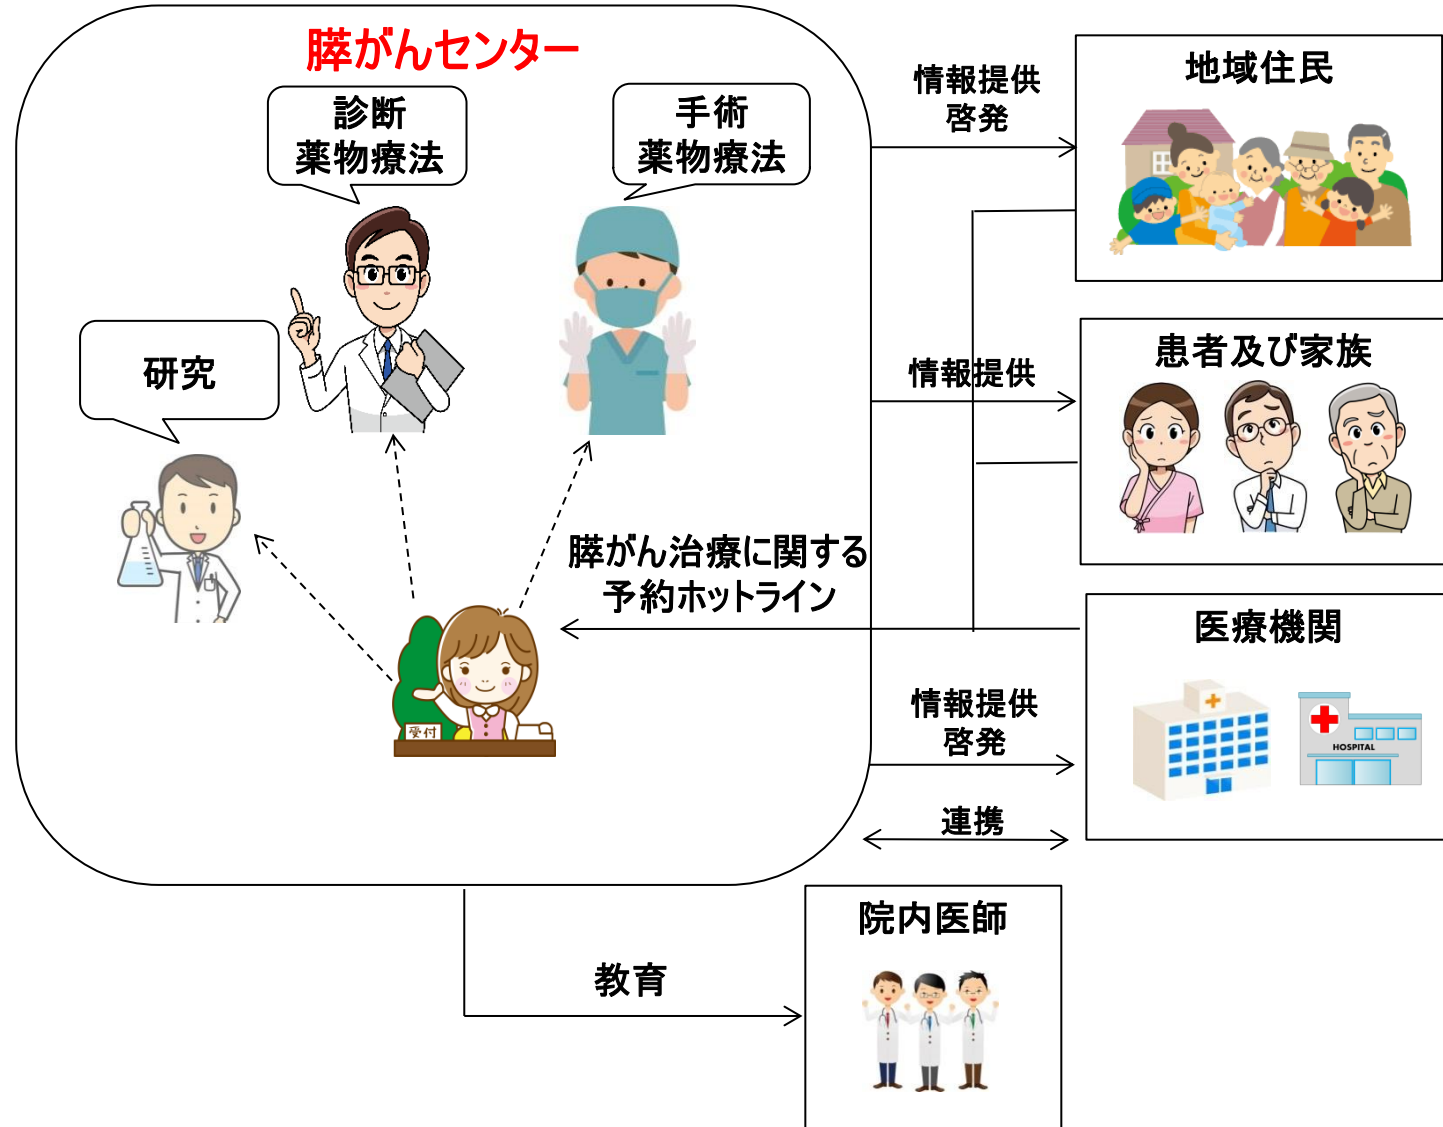 膵がんセンター
診断
薬物療法
手術
薬物療法
研究
膵がん治療に関する
予約ホットライン
受付
情報提供
啓発
地域住民
情報提供
患者及び家族
医療機関
HOSPITAL
情報提供
啓発
連携
教育
院内医師